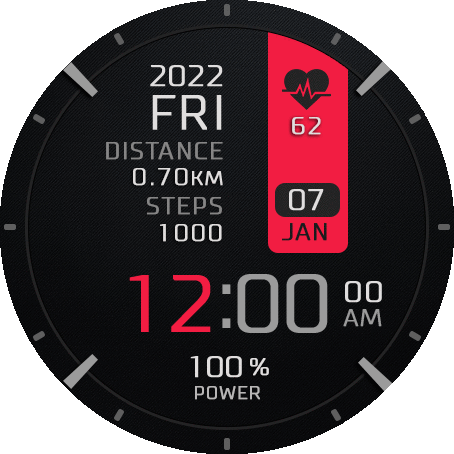 2022
FRI
DISTANCE
0.70KM
STEPS
1000
62
07
JAN
12:00 00
AM
100 %
POWER